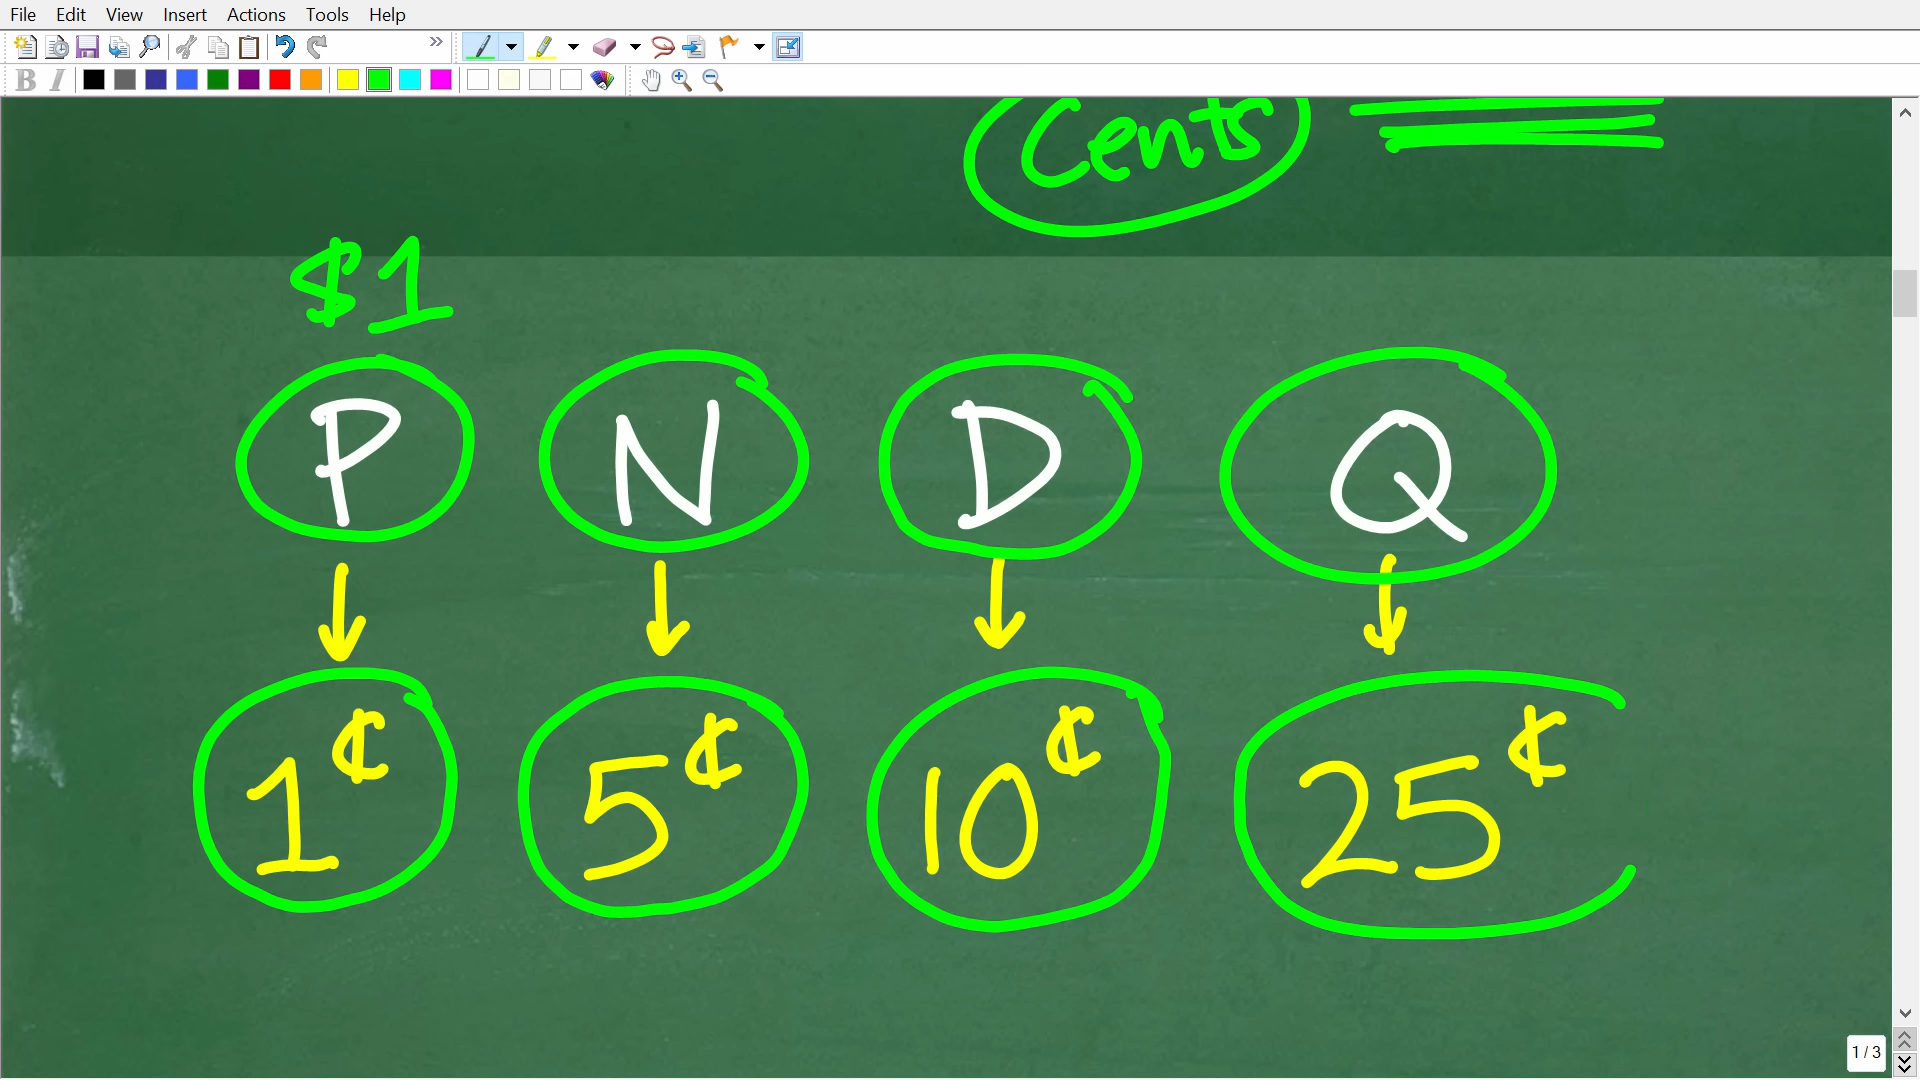 File Edit View Insert Actions Tools Help
B I
Cents
$1
P N D Q
1¢ 5¢ 10¢ 25¢
1 / 3